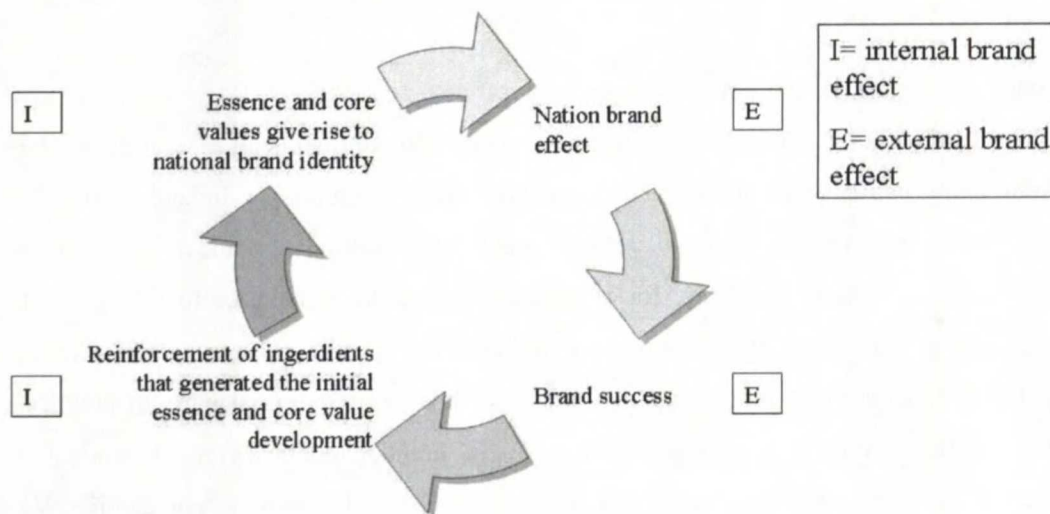 I
Essence and core
values give rise to
national brand identity
Nation brand
effect
E
I= internal brand
effect
E= external brand
effect
I
Reinforcement of ingerdients
that generated the initial
essence and core value
development
Brand success
E